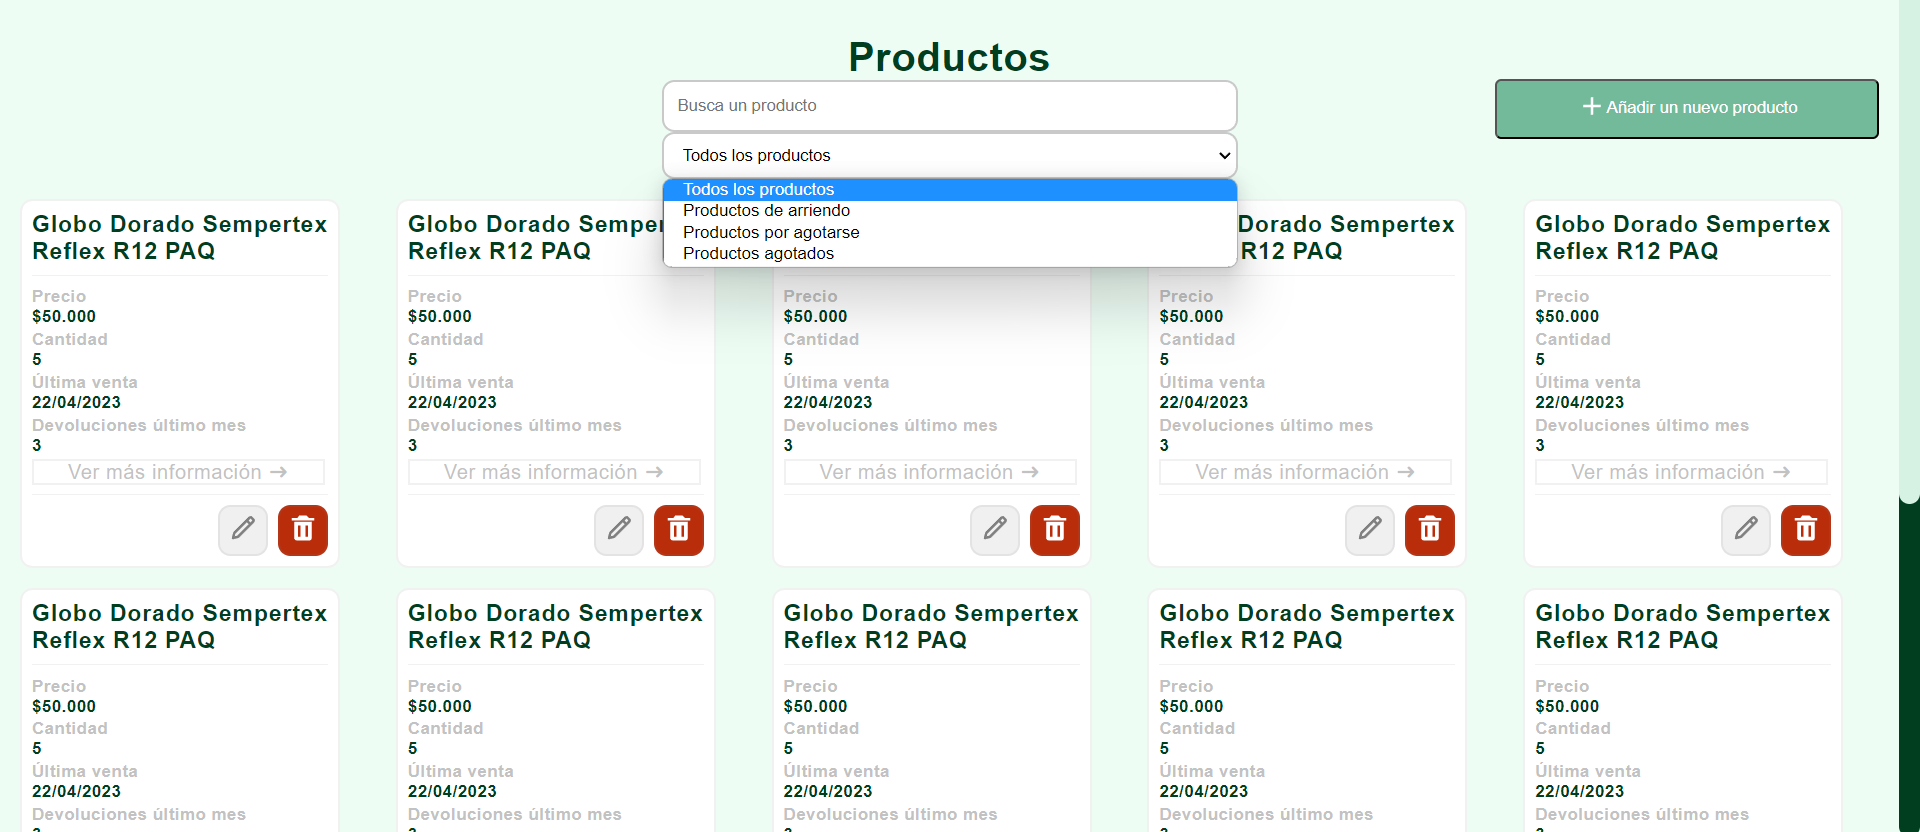 Productos
Busca un producto
Añadir un nuevo producto
Todos los productos
Todos los productos
Productos de arriendo
Productos por agotarse
Productos agotados
Globo Dorado Sempertex
Reflex R12 PAQ
Precio
$50.000
Cantidad
5
Última venta
22/04/2023
Devoluciones último mes
3
Ver más información →
Globo Dorado
Reflex R12 PAQ
Precio
$50.000
Cantidad
5
Última venta
22/04/2023
Devoluciones último mes
3
Ver más información →
Precio
$50.000
Cantidad
5
Última venta
22/04/2023
Devoluciones último mes
3
Ver más información →
Dorado Sempertex
R12 PAQ
Precio
$50.000
Cantidad
5
Última venta
22/04/2023
Devoluciones último mes
3
Ver más información →
Globo Dorado Sempertex
Reflex R12 PAQ
Precio
$50.000
Cantidad
5
Última venta
22/04/2023
Devoluciones último mes
3
Ver más información →
Globo Dorado Sempertex
Reflex R12 PAQ
Precio
$50.000
Cantidad
5
Última venta
22/04/2023
Devoluciones último mes
Globo Dorado Sempertex
Reflex R12 PAQ
Precio
$50.000
Cantidad
5
Última venta
22/04/2023
Devoluciones último mes
Globo Dorado Sempertex
Reflex R12 PAQ
Precio
$50.000
Cantidad
5
Última venta
22/04/2023
Devoluciones último mes
Globo Dorado Sempertex
Reflex R12 PAQ
Precio
$50.000
Cantidad
5
Última venta
22/04/2023
Devoluciones último mes
Globo Dorado Sempertex
Reflex R12 PAQ
Precio
$50.000
Cantidad
5
Última venta
22/04/2023
Devoluciones último mes